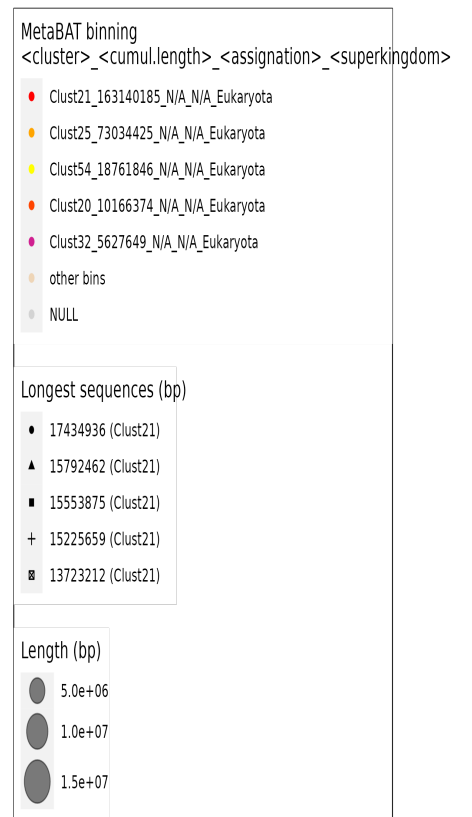 MetaBAT binning
<cluster>_<cumul.length>_<assignation>_<superkingdom>
Clust21_163140185_N/A_N/A_Eukaryota
Clust25_73034425_N/A_N/A_Eukaryota
Clust54_18761846_N/A_N/A_Eukaryota
Clust20_10166374_N/A_N/A_Eukaryota
Clust32_5627649_N/A_N/A_Eukaryota
other bins
NULL
Longest sequences (bp)
17434936 (Clust21)
15792462 (Clust21)
15553875 (Clust21)
15225659 (Clust21)
13723212 (Clust21)
Length (bp)
5.0e+06
1.0e+07
1.5e+07